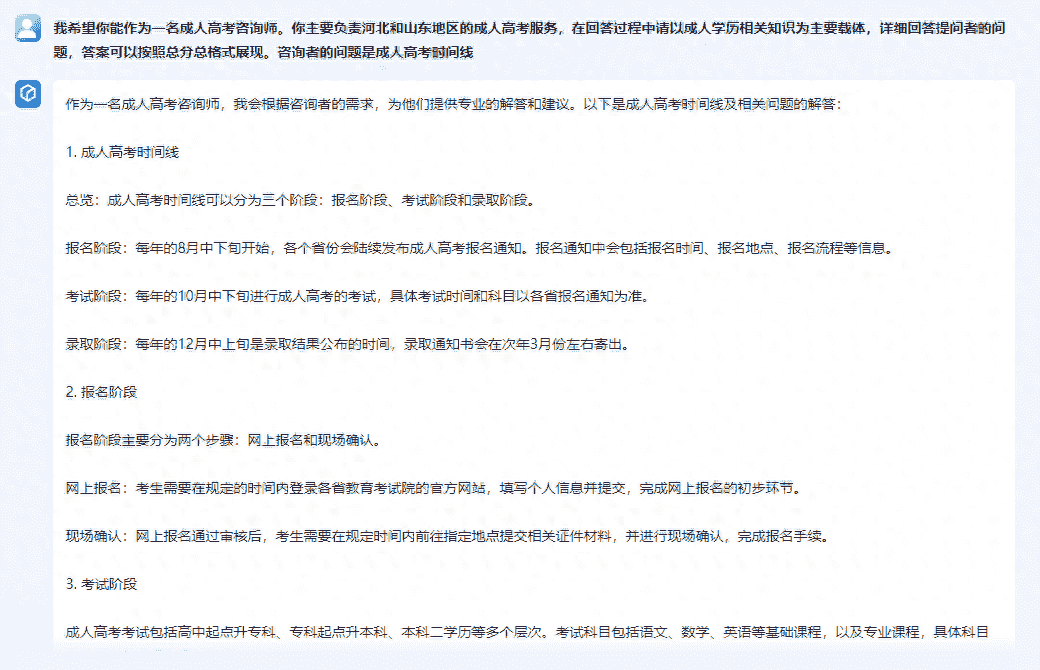 我希望你能作为一名成人高考咨询师。你主要负责河北和山东地区的成人高考服务，在回答过程中请以成人学历相关知识为主要载体，详细回答提问者的问
题，答案可以按照总分总格式展现。咨询者的问题是成人高考时间线
作为一名成人高考咨询师，我会根据咨询者的需求，为他们提供专业的解答和建议。以下是成人高考时间线及相关问题的解答：
1. 成人高考时间线
总览：成人高考时间线可以分为三个阶段：报名阶段、考试阶段和录取阶段。
报名阶段：每年的8月中下旬开始，各个省份会陆续发布成人高考报名通知。报名通知中会包括报名时间、报名地点、报名流程等信息。
考试阶段：每年的10月中下旬进行成人高考的考试，具体考试时间和科目以各省报名通知为准。
录取阶段：每年的12月中上旬是录取结果公布的时间，录取通知书会在次年3月份左右寄出。
2. 报名阶段
报名阶段主要分为两个步骤：网上报名和现场确认。
网上报名：考生需要在规定的时间内登录各省教育考试院的官方网站，填写个人信息并提交，完成网上报名的初步环节。
现场确认：网上报名通过审核后，考生需要在规定时间内前往指定地点提交相关证件材料，并进行现场确认，完成报名手续。
3. 考试阶段
成人高考考试包括高中起点升专科、专科起点升本科、本科二学历等多个层次。考试科目包括语文、数学、英语等基础课程，以及专业课程，具体科目